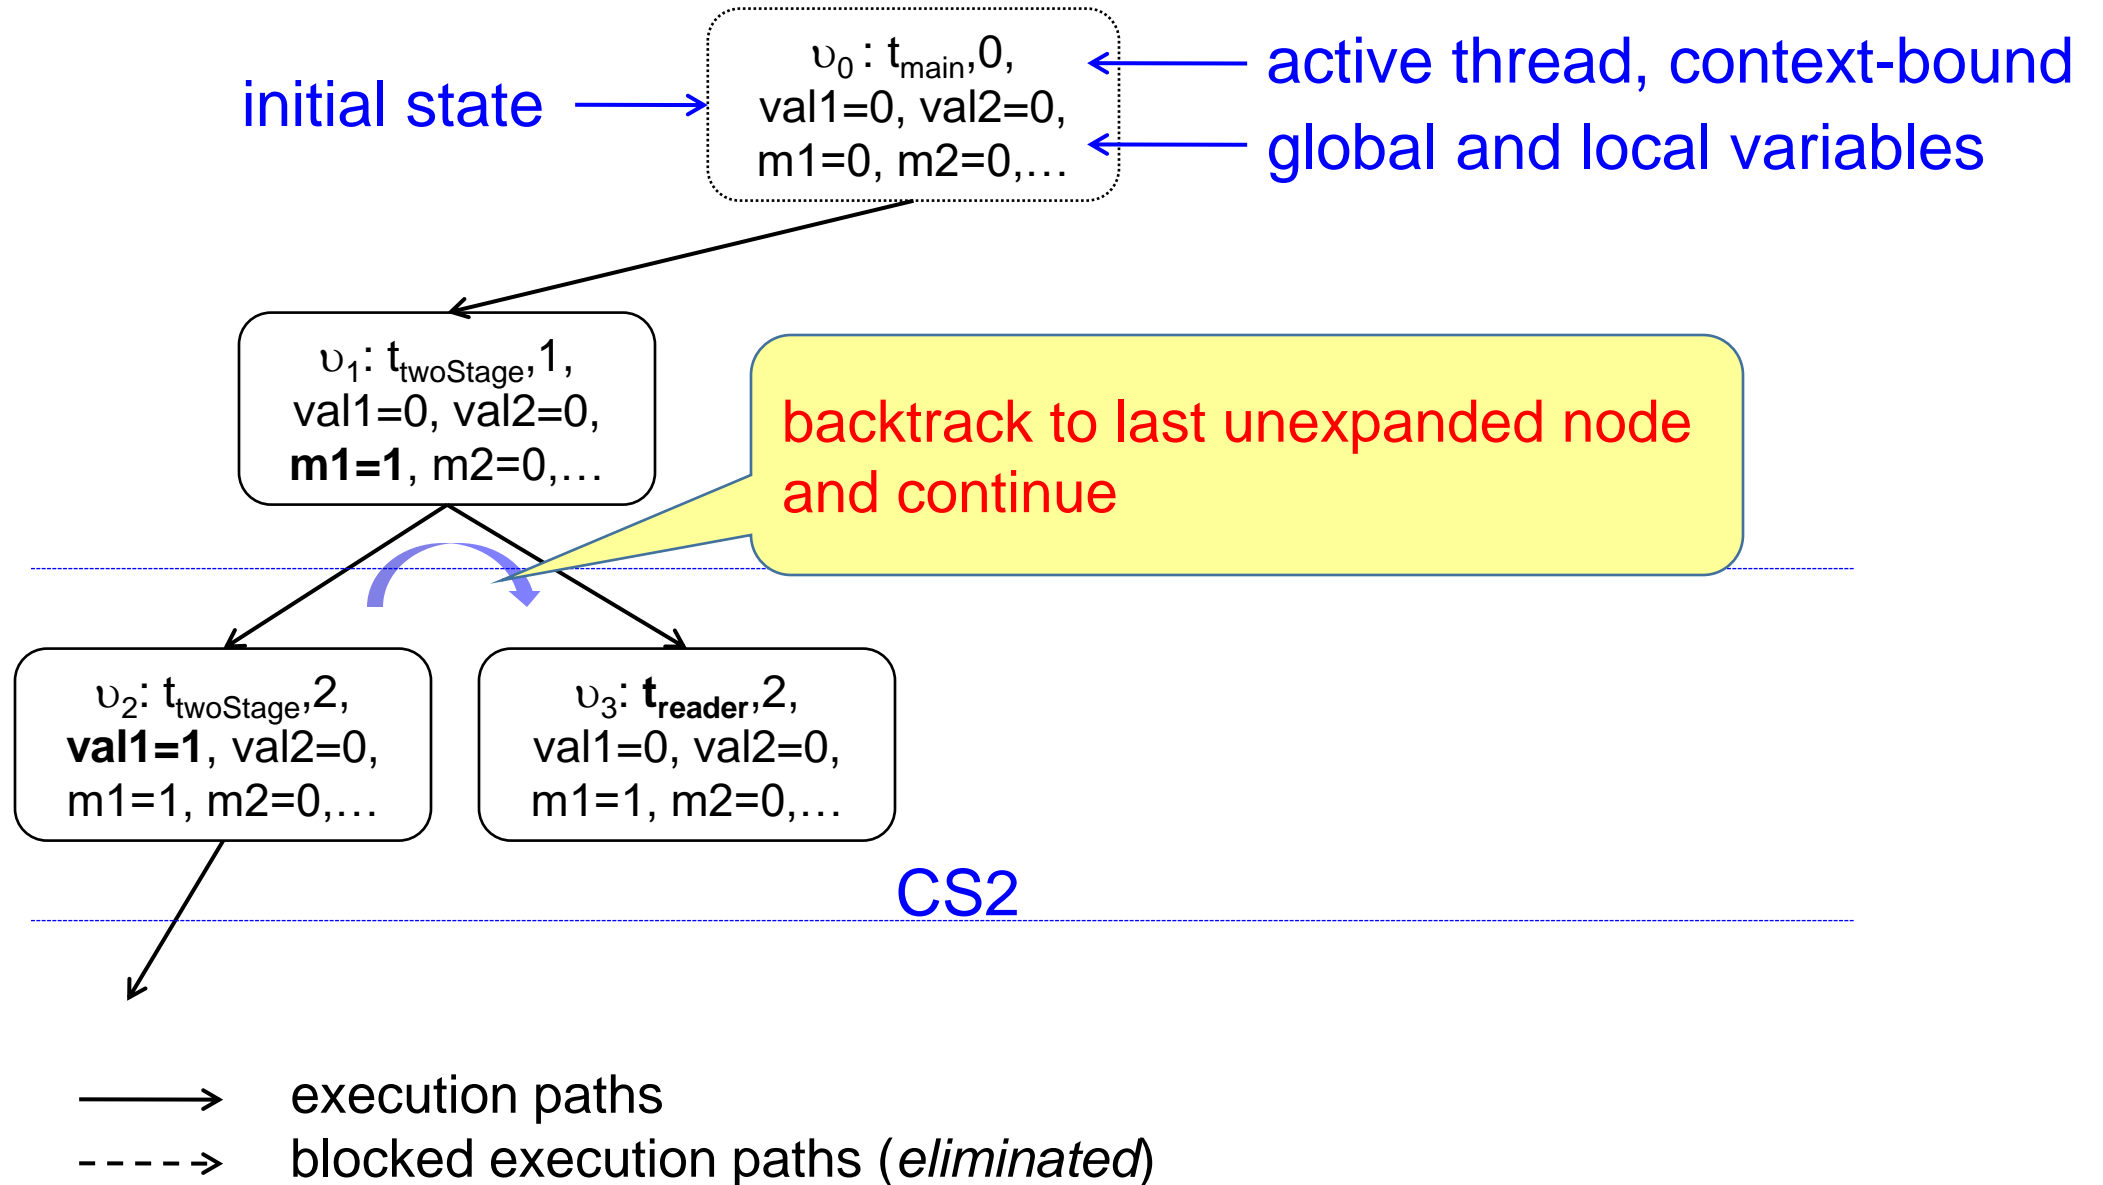 υ0 : tmain,0,
val1=0, val2=0,
m1=0, m2=0,…
initial state
active thread, context-bound
global and local variables
υ1: ttwoStage,1,
val1=0, val2=0,
m1=1, m2=0,…
backtrack to last unexpanded node
and continue
υ2: ttwoStage,2,
val1=1, val2=0,
m1=1, m2=0,…
υ3: treader,2,
val1=0, val2=0,
m1=1, m2=0,…
CS2
execution paths
blocked execution paths (eliminated)